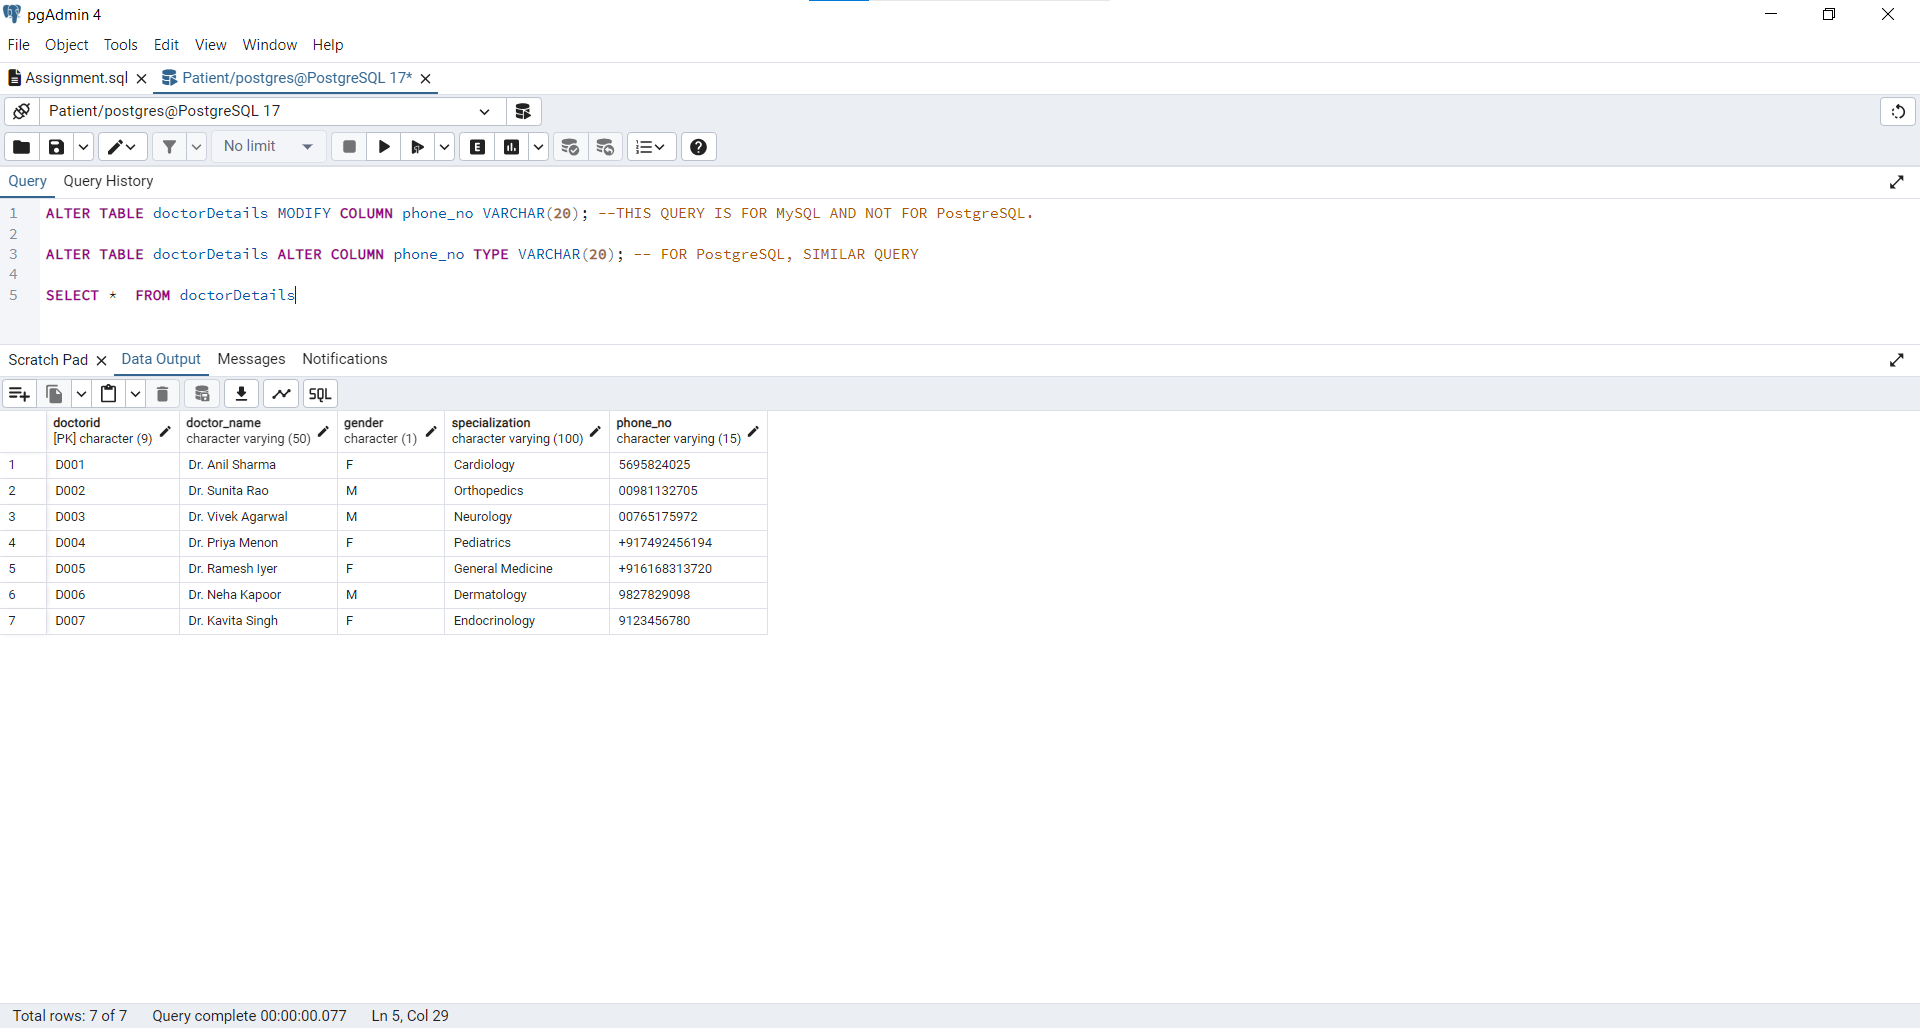 pgAdmin 4
File Object Tools Edit View Window Help
Assignment.sql Patient/postgres@PostgreSQL 17*
Patient/postgres@PostgreSQL 17
No limit E
Query Query History
1 ALTER TABLE doctorDetails MODIFY COLUMN phone_no VARCHAR(20); --THIS QUERY IS FOR MySQL AND NOT FOR PostgreSQL.
2
3 ALTER TABLE doctorDetails ALTER COLUMN phone_no TYPE VARCHAR(20); -- FOR PostgreSQL, SIMILAR QUERY
4
5 SELECT *  FROM doctorDetails
Scratch Pad Data Output Messages Notifications
SQL
doctorid doctor_name gender specialization phone_no
[PK] character (9) character varying (50) character (1) character varying (100) character varying (15)
1 D001 Dr. Anil Sharma F Cardiology 5695824025
2 D002 Dr. Sunita Rao M Orthopedics 00981132705
3 D003 Dr. Vivek Agarwal M Neurology 00765175972
4 D004 Dr. Priya Menon F Pediatrics +917492456194
5 D005 Dr. Ramesh Iyer F General Medicine +916168313720
6 D006 Dr. Neha Kapoor M Dermatology 9827829098
7 D007 Dr. Kavita Singh F Endocrinology 9123456780
Total rows: 7 of 7 Query complete 00:00:00.077 Ln 5, Col 29